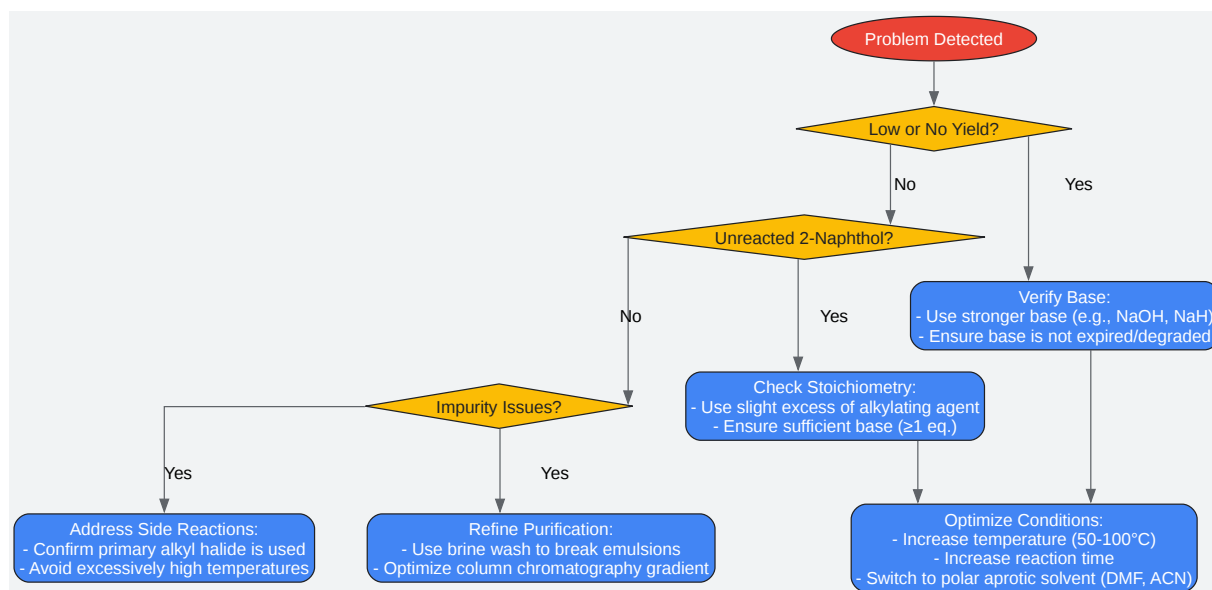 Problem Detected
Low or No Yield?
No
Yes
Unreacted 2-Naphthol?
No
Yes
Verify Base:
- Use stronger base (e.g., NaOH, NaH)
- Ensure base is not expired/degraded
Check Stoichiometry:
- Use slight excess of alkylating agent
- Ensure sufficient base (≥1 eq.)
Impurity Issues?
Yes
Yes
Address Side Reactions:
- Confirm primary alkyl halide is used
- Avoid excessively high temperatures
Refine Purification:
- Use brine wash to break emulsions
- Optimize column chromatography gradient
Optimize Conditions:
- Increase temperature (50-100°C)
- Increase reaction time
- Switch to polar aprotic solvent (DMF, ACN)